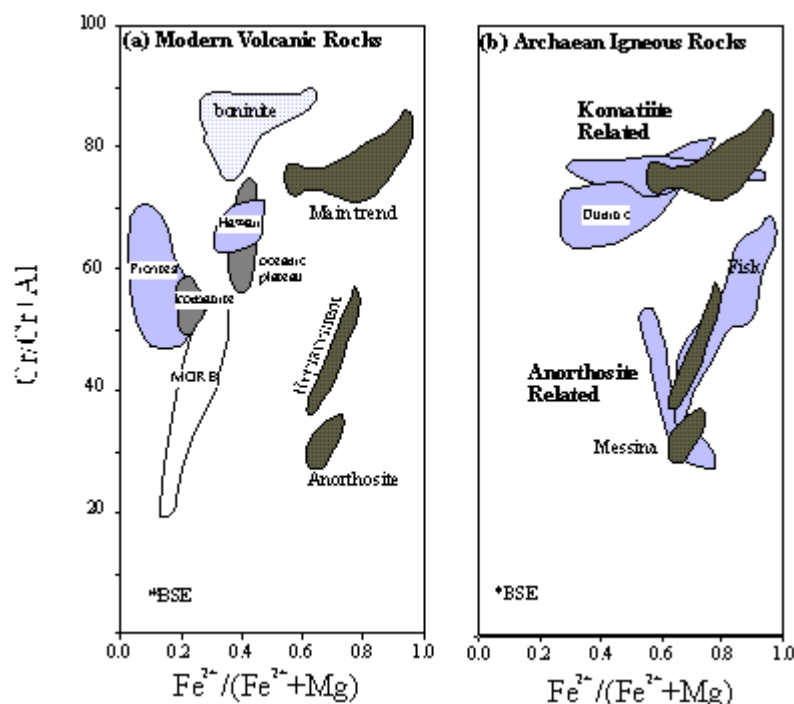 (a) Modern Volcanic Rocks
boninite
Main trend
Hawaii
oceanic
plateau
komatiite
MORB
Anorthosite
*BSE
100
80
60
40
20
Cr/Cr+Al
0.0 0.2 0.4 0.6 0.8 1.0
Fe²⁺/(Fe²⁺+Mg)
(b) Archaean Igneous Rocks
Komatiite
Related
Fisk
Anorthosite
Related
Messina
*BSE
0.0 0.2 0.4 0.6 0.8 1.0
Fe²⁺/(Fe²⁺+Mg)